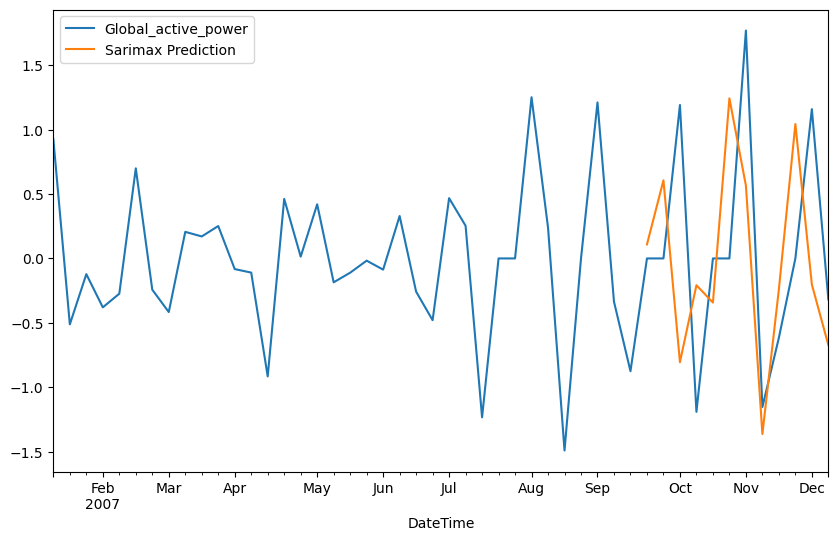 Global_active_power
Sarimax Prediction
1.5
1.0
0.5
0.0
−0.5
−1.0
−1.5
Feb Mar Apr May Jun Jul Aug Sep Oct Nov Dec
2007
DateTime